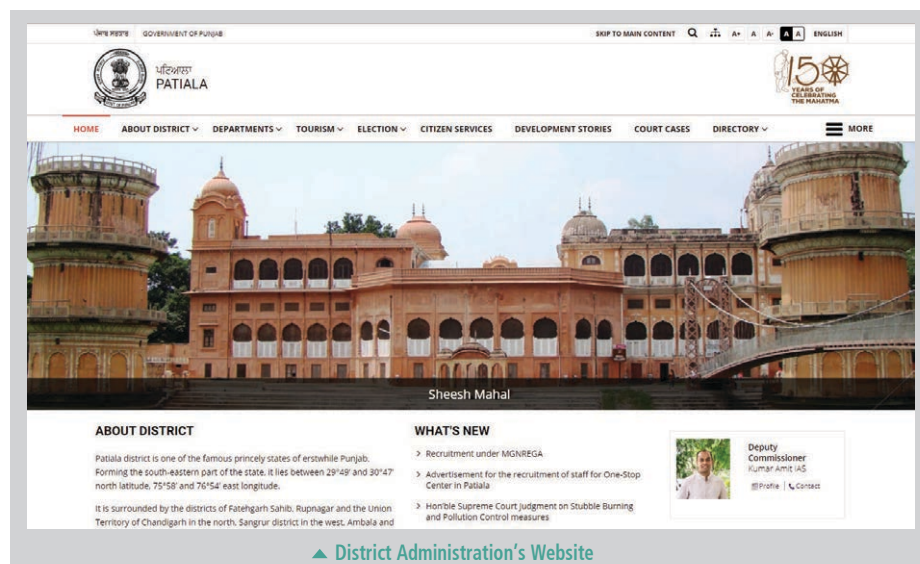 ਪੰਜਾਬ ਸਰਕਾਰ GOVERNMENT OF PUNJAB SKIP TO MAIN CONTENT A+ A A- A A ENGLISH
ਪਟਿਆਲਾ
PATIALA
150
YEARS OF
CELEBRATING
THE MAHATMA
HOME ABOUT DISTRICT DEPARTMENTS TOURISM ELECTION CITIZEN SERVICES DEVELOPMENT STORIES COURT CASES DIRECTORY MORE
Sheesh Mahal
ABOUT DISTRICT
Patiala district is one of the famous princely states of erstwhile Punjab.
Forming the south-eastern part of the state, it lies between 29°49' and 30°47'
north latitude, 75°58' and 76°54' east longitude.
It is surrounded by the districts of Fatehgarh Sahib, Rupnagar and the Union
Territory of Chandigarh in the north, Sangrur district in the west, Ambala and
WHAT'S NEW
> Recruitment under MGNREGA
> Advertisement for the recruitment of staff for One-Stop
Center in Patiala
> Hon'ble Supreme Court Judgment on Stubble Burning
and Pollution Control measures
Deputy
Commissioner
Kumar Amit IAS
Profile | Contact
▲ District Administration's Website